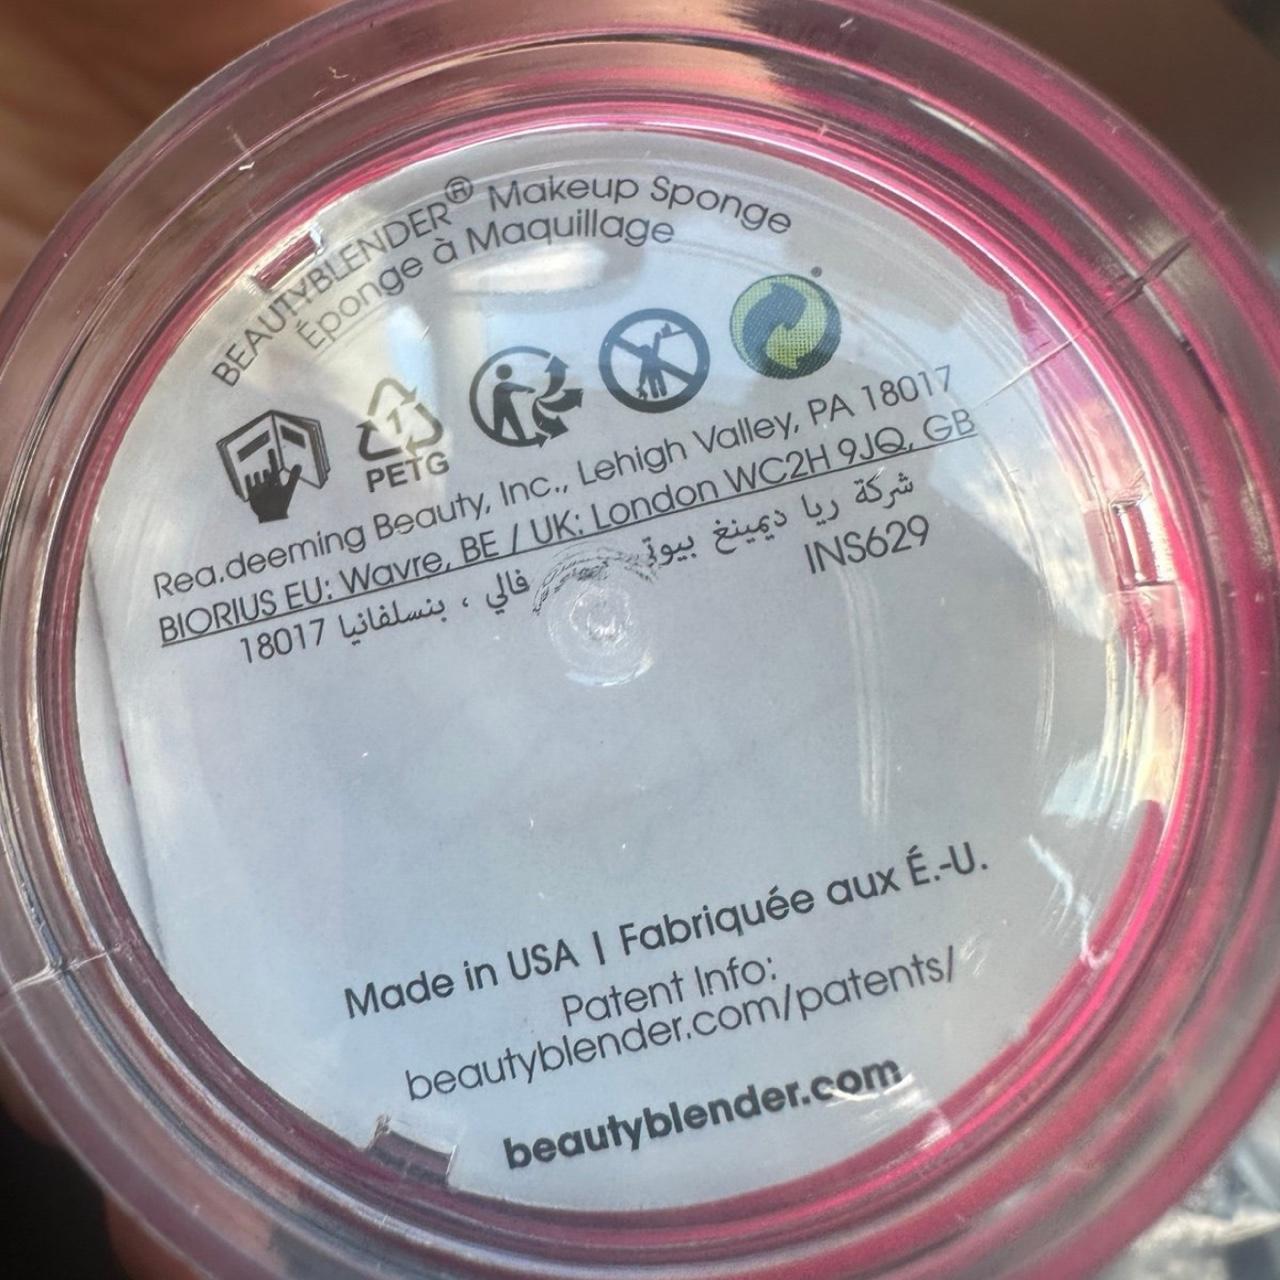 BEAUTYBLENDER® Makeup Sponge
Éponge à Maquillage
1
PETG
Rea.deeming Beauty, Inc., Lehigh Valley, PA 18017
BIORIUS EU: Wavre, BE / UK: London WC2H 9JQ, GB
شركة ريا ديمينغ بيوتي فالي ، بنسلفانيا 18017
INS629
Made in USA | Fabriquée aux É.-U.
Patent Info:
beautyblender.com/patents/
beautyblender.com